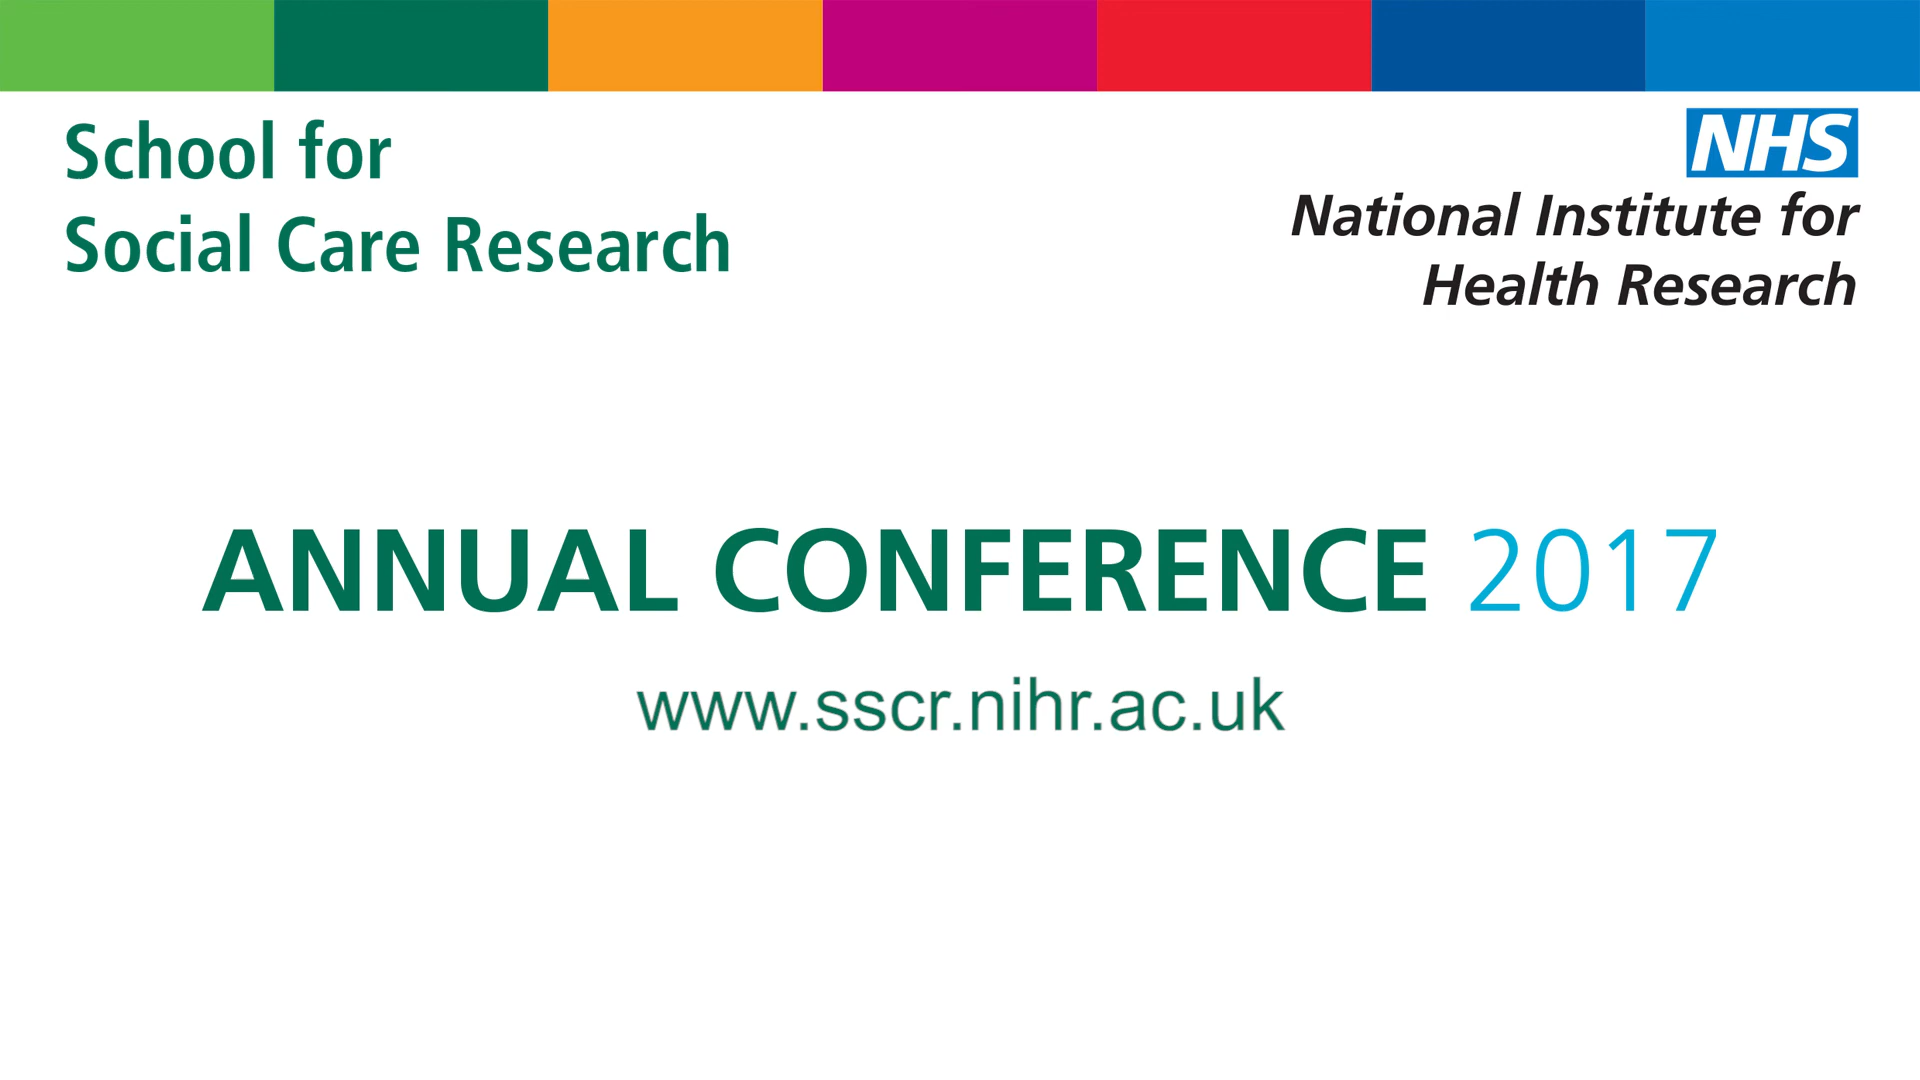 School for
Social Care Research
NHS
National Institute for
Health Research
ANNUAL CONFERENCE 2017
www.sscr.nihr.ac.uk